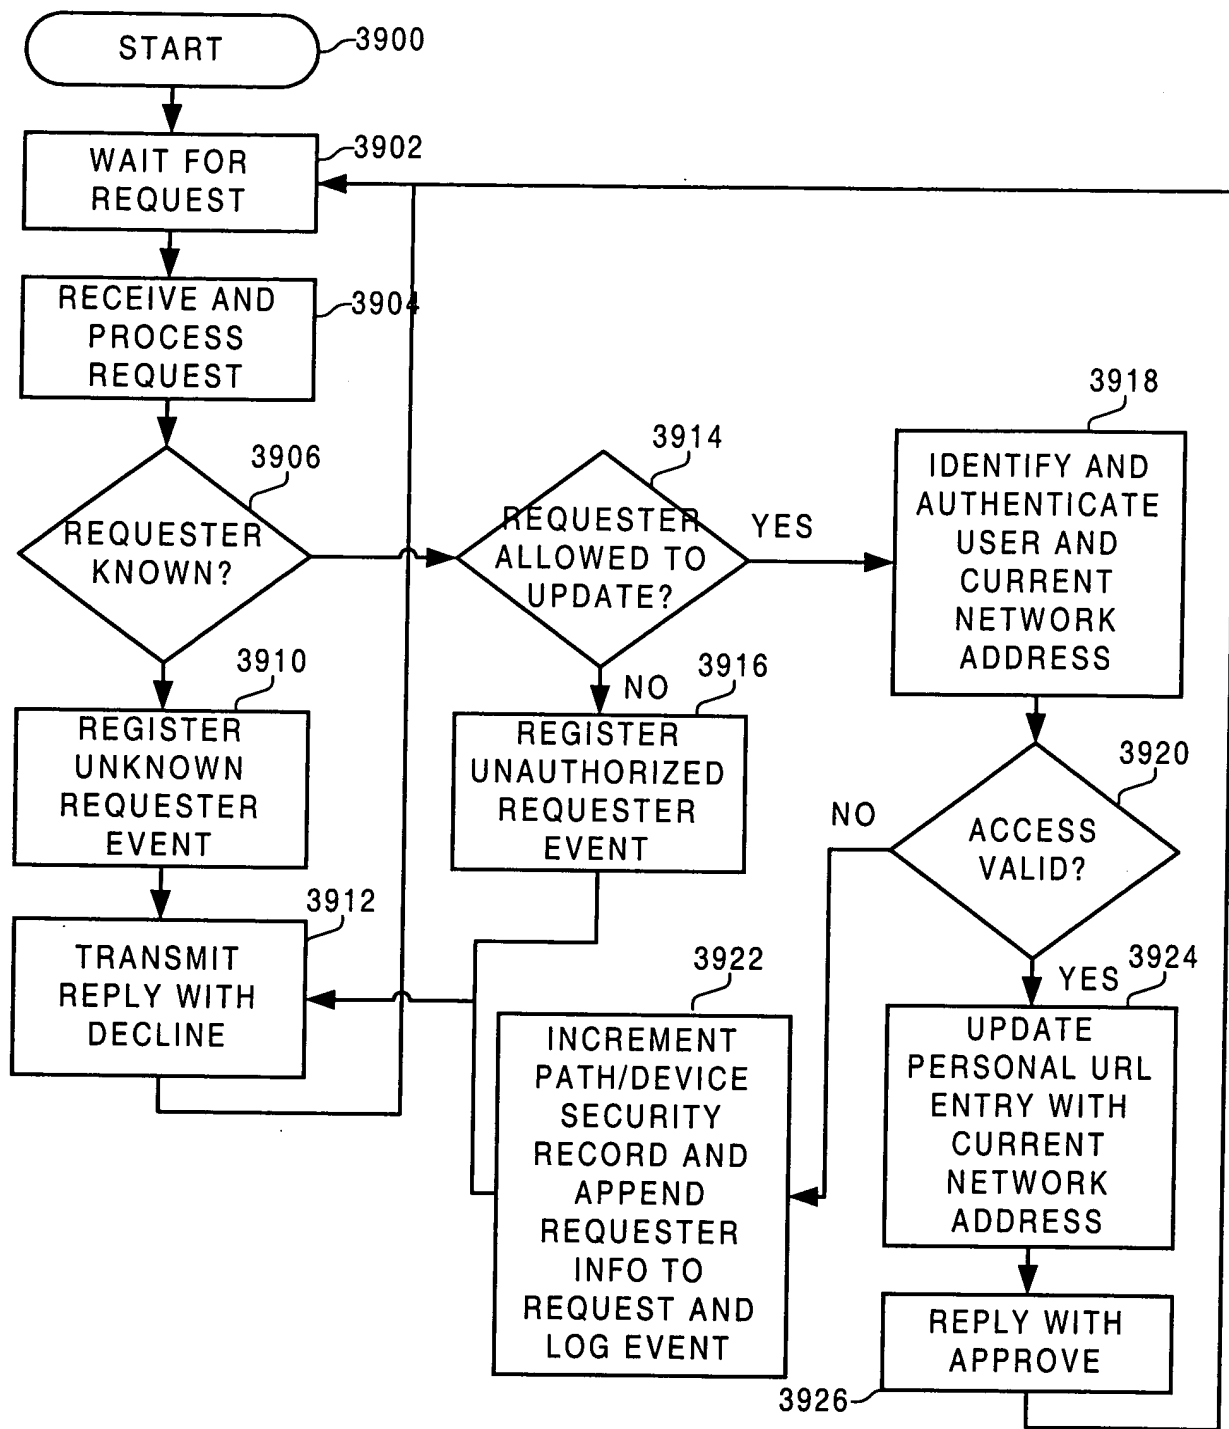 START
3900
WAIT FOR
REQUEST
3902
RECEIVE AND
PROCESS
REQUEST
3904
REQUESTER
KNOWN?
3906
REGISTER
UNKNOWN
REQUESTER
EVENT
3910
TRANSMIT
REPLY WITH
DECLINE
3912
REQUESTER
ALLOWED TO
UPDATE?
3914
YES
NO
REGISTER
UNAUTHORIZED
REQUESTER
EVENT
3916
IDENTIFY AND
AUTHENTICATE
USER AND
CURRENT
NETWORK
ADDRESS
3918
ACCESS
VALID?
3920
NO
YES
INCREMENT
PATH/DEVICE
SECURITY
RECORD AND
APPEND
REQUESTER
INFO TO
REQUEST AND
LOG EVENT
3922
UPDATE
PERSONAL URL
ENTRY WITH
CURRENT
NETWORK
ADDRESS
3924
REPLY WITH
APPROVE
3926